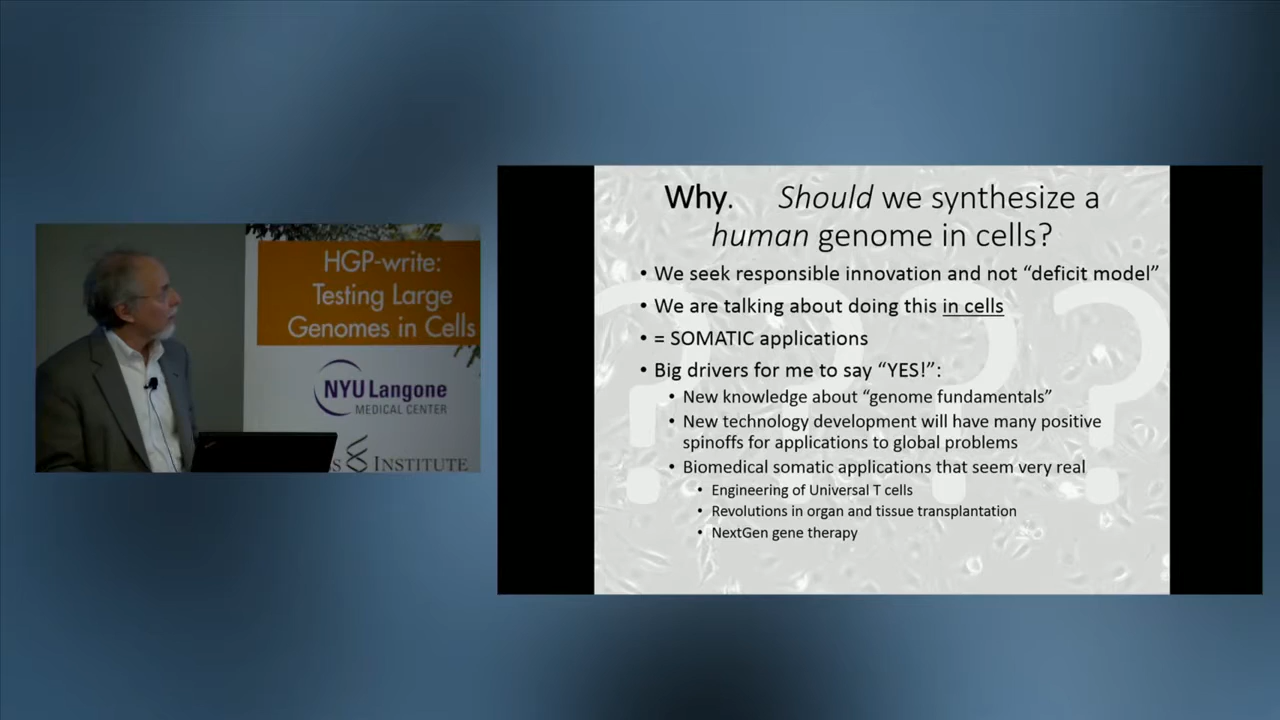 HGP-write:
Testing Large
Genomes in Cells
NYU Langone
MEDICAL CENTER
S INSTITUTE
Why. Should we synthesize a
human genome in cells?
• We seek responsible innovation and not “deficit model”
• We are talking about doing this in cells
• = SOMATIC applications
• Big drivers for me to say “YES!”:
• New knowledge about “genome fundamentals”
• New technology development will have many positive
spinoffs for applications to global problems
• Biomedical somatic applications that seem very real
• Engineering of Universal T cells
• Revolutions in organ and tissue transplantation
• NextGen gene therapy
????